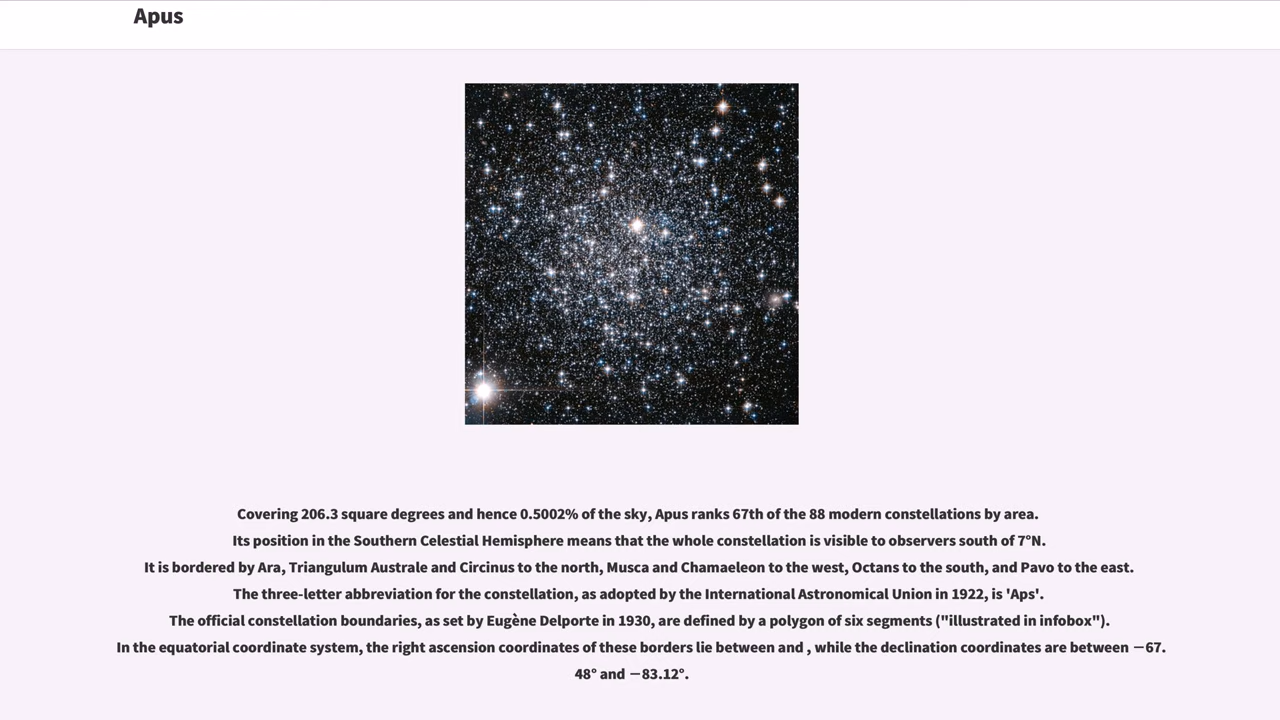 Apus
Covering 206.3 square degrees and hence 0.5002% of the sky, Apus ranks 67th of the 88 modern constellations by area.
Its position in the Southern Celestial Hemisphere means that the whole constellation is visible to observers south of 7°N.
It is bordered by Ara, Triangulum Australe and Circinus to the north, Musca and Chamaeleon to the west, Octans to the south, and Pavo to the east.
The three-letter abbreviation for the constellation, as adopted by the International Astronomical Union in 1922, is 'Aps'.
The official constellation boundaries, as set by Eugène Delporte in 1930, are defined by a polygon of six segments ("illustrated in infobox").
In the equatorial coordinate system, the right ascension coordinates of these borders lie between and , while the declination coordinates are between −67.
48° and −83.12°.